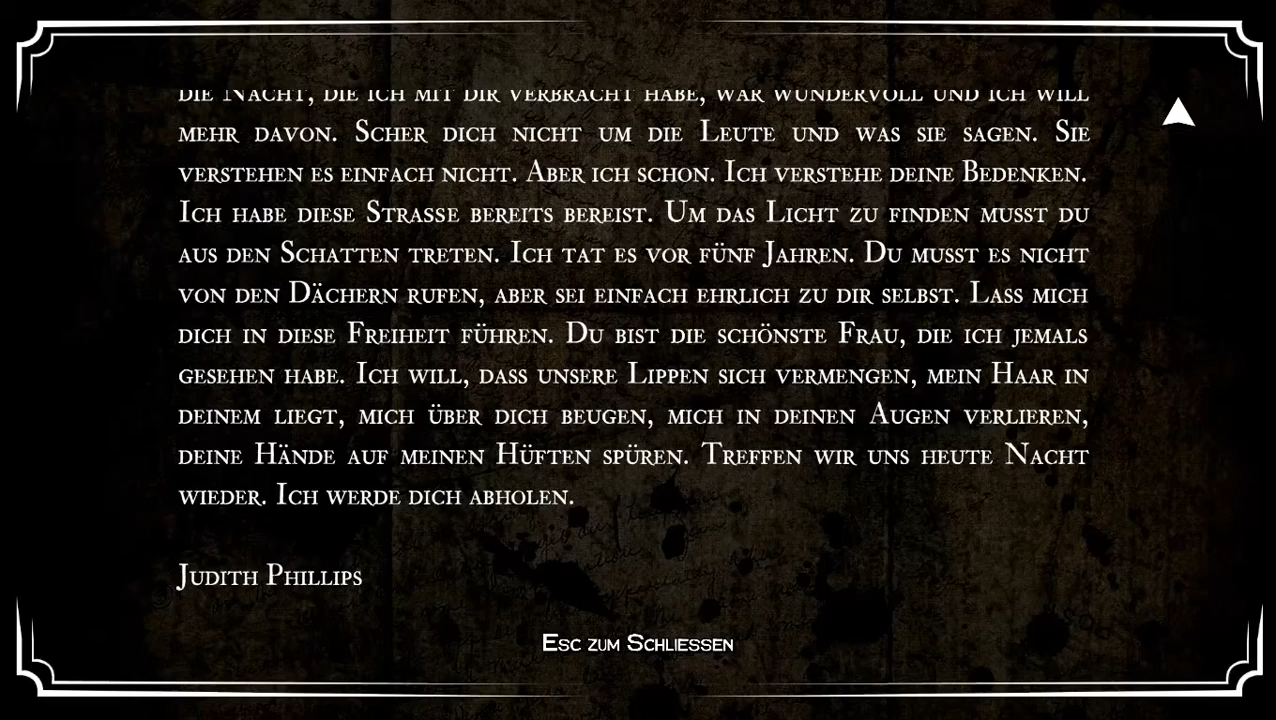 die Nacht, die ich mit dir verbracht habe, war wundervoll und ich will
mehr davon. Scher dich nicht um die Leute und was sie sagen. Sie
verstehen es einfach nicht. Aber ich schon. Ich verstehe deine Bedenken.
Ich habe diese Strasse bereits bereist. Um das Licht zu finden musst du
aus den Schatten treten. Ich tat es vor fünf Jahren. Du musst es nicht
von den Dächern rufen, aber sei einfach ehrlich zu dir selbst. Lass mich
dich in diese Freiheit führen. Du bist die schönste Frau, die ich jemals
gesehen habe. Ich will, dass unsere Lippen sich vermengen, mein Haar in
deinem liegt, mich über dich beugen, mich in deinen Augen verlieren,
deine Hände auf meinen Hüften spüren. Treffen wir uns heute Nacht
wieder. Ich werde dich abholen.
Judith Phillips
Esc zum Schliessen